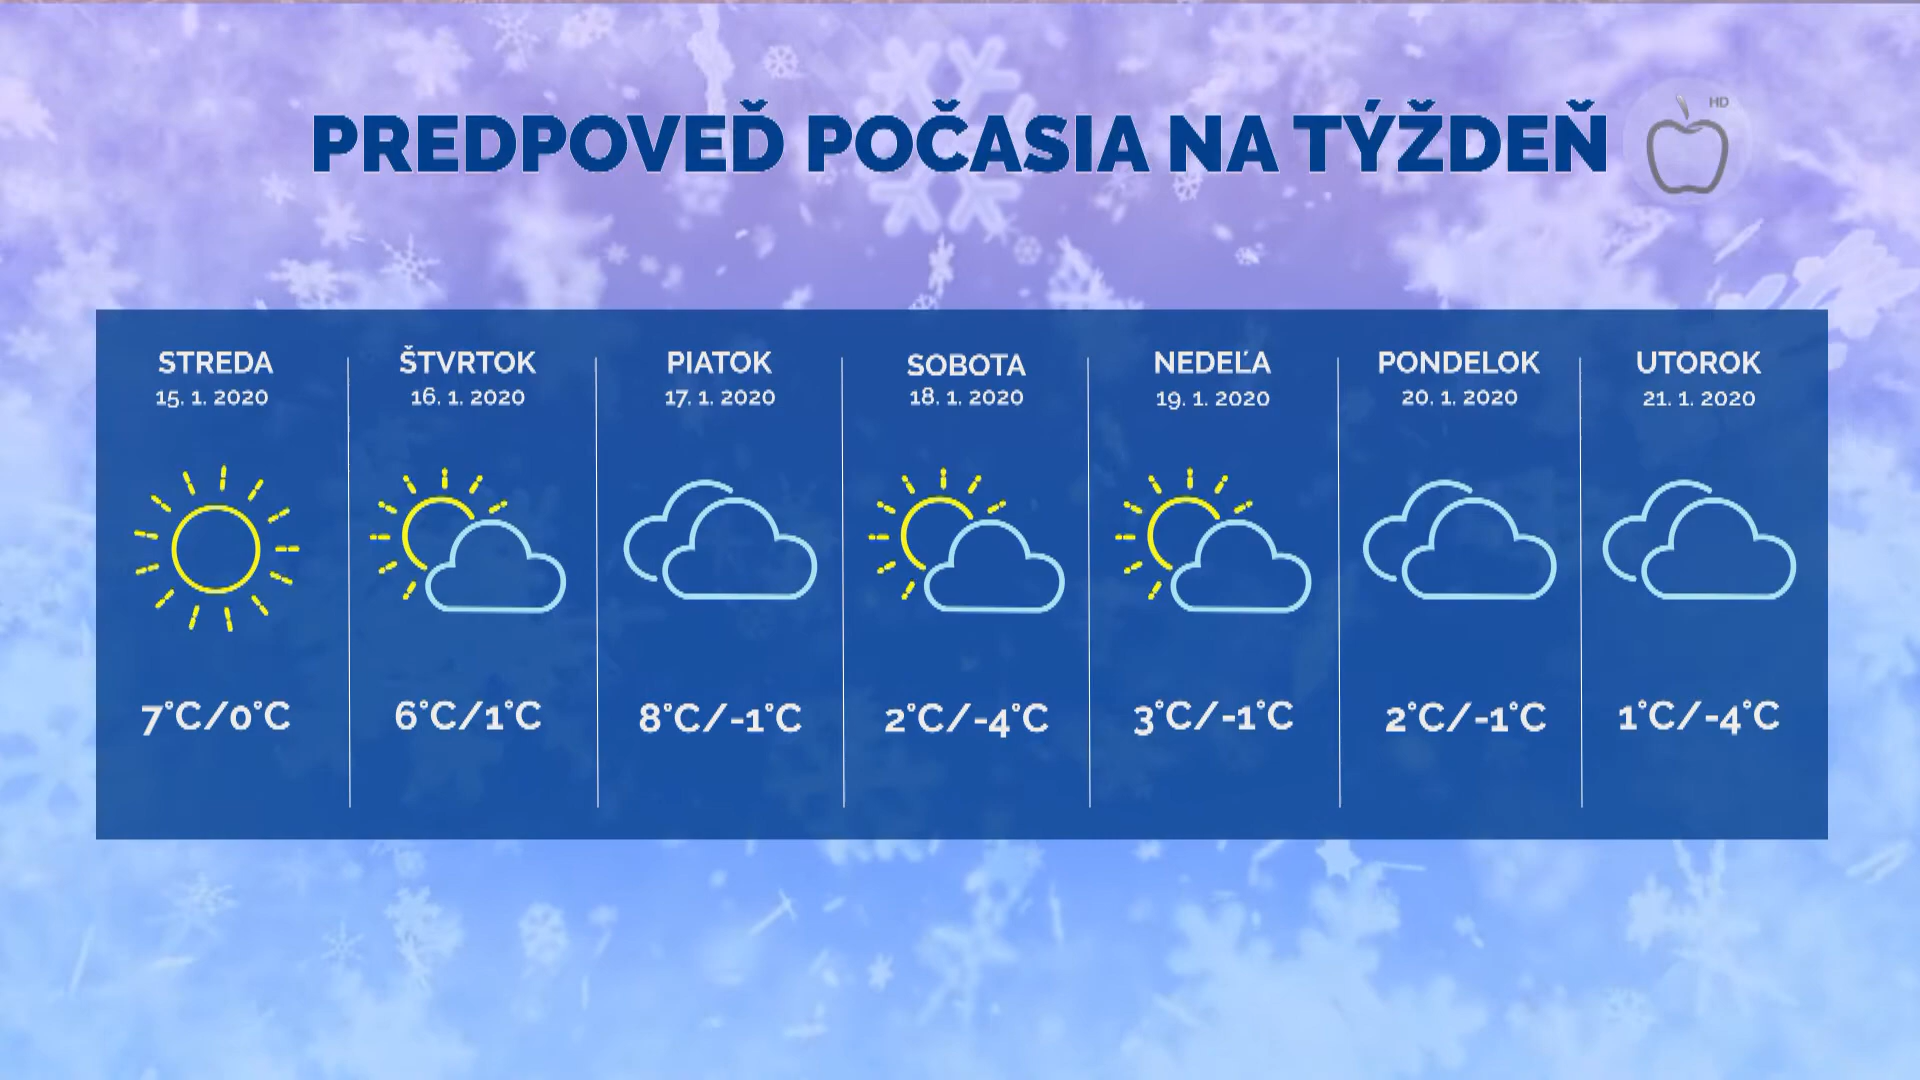 PREDPOVEĎ POČASIA NA TÝŽDEŇ
HD
STREDA
15. 1. 2020
7°C/0°C
ŠTVRTOK
16. 1. 2020
6°C/1°C
PIATOK
17. 1. 2020
8°C/-1°C
SOBOTA
18. 1. 2020
2°C/-4°C
NEDEĽA
19. 1. 2020
3°C/-1°C
PONDELOK
20. 1. 2020
2°C/-1°C
UTOROK
21. 1. 2020
1°C/-4°C